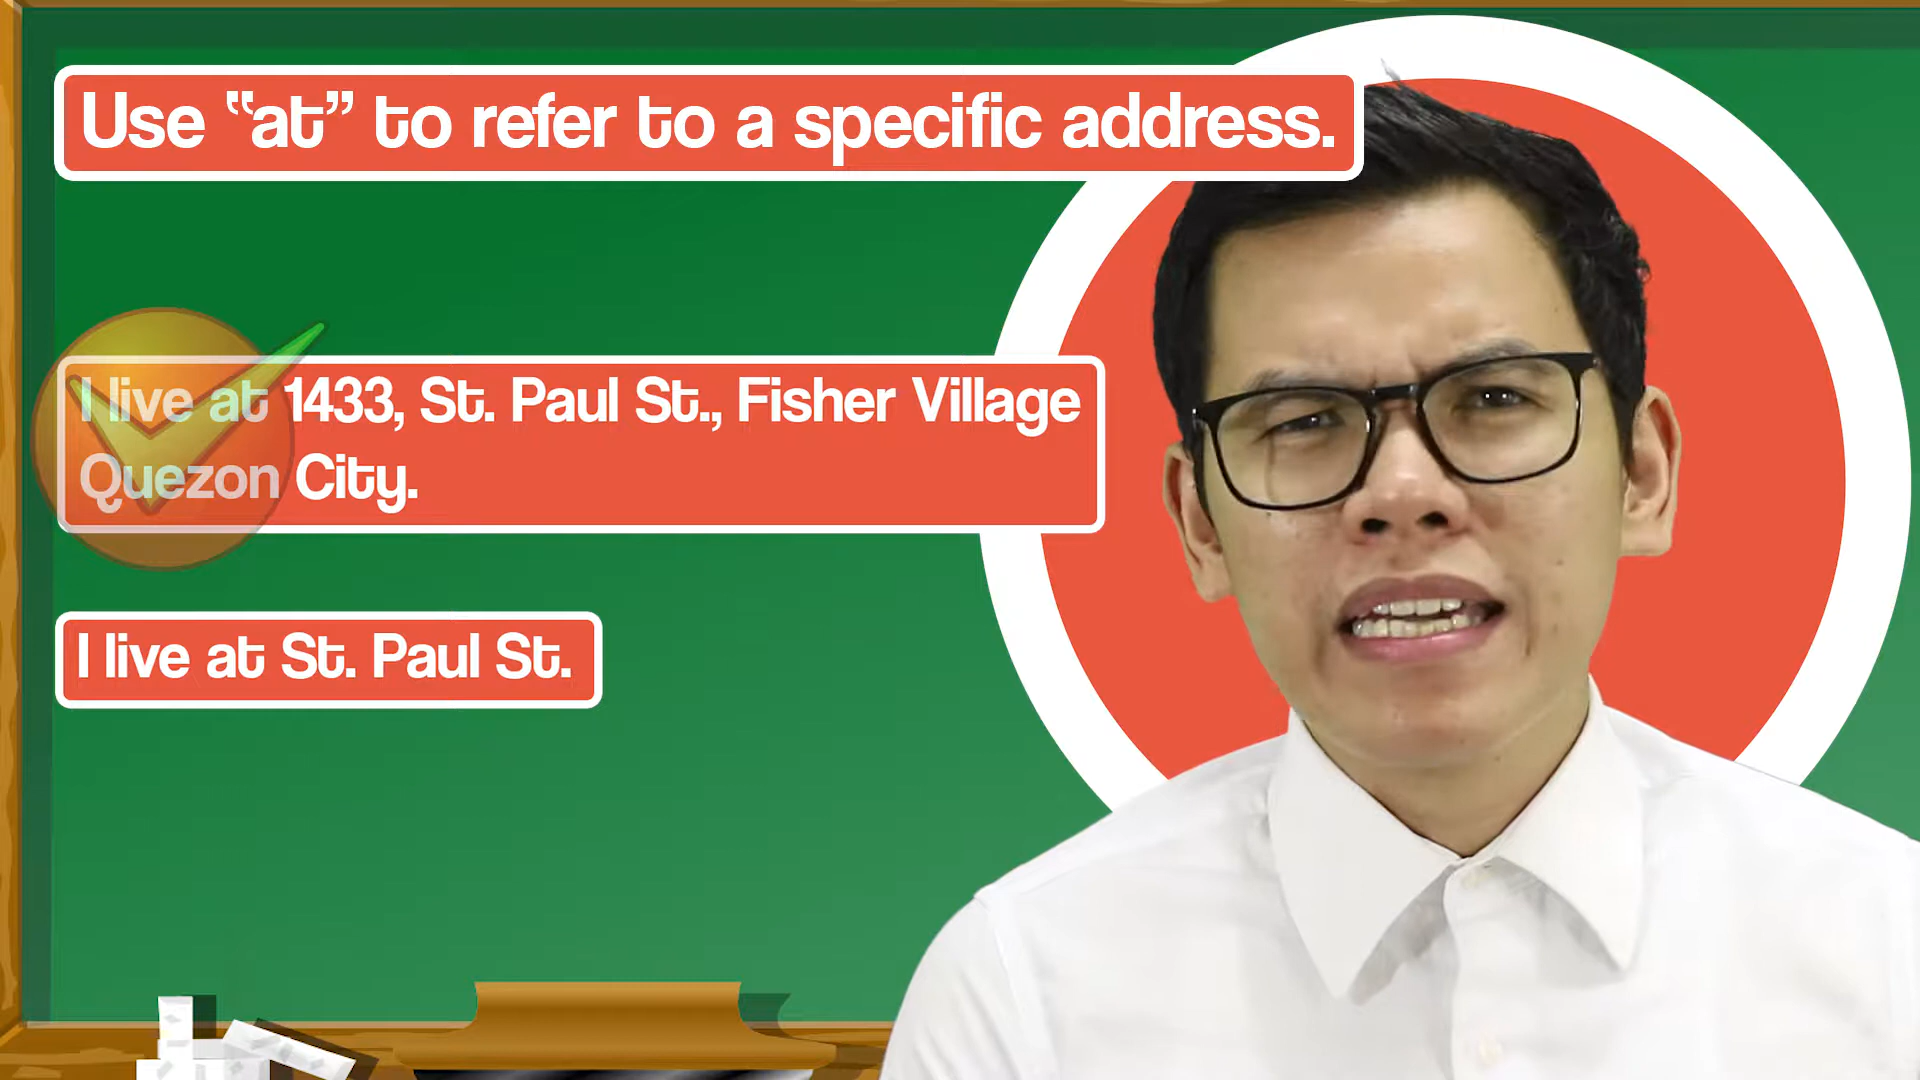 Use “at” to refer to a specific address.
I live at 1433, St. Paul St., Fisher Village
Quezon City.
I live at St. Paul St.